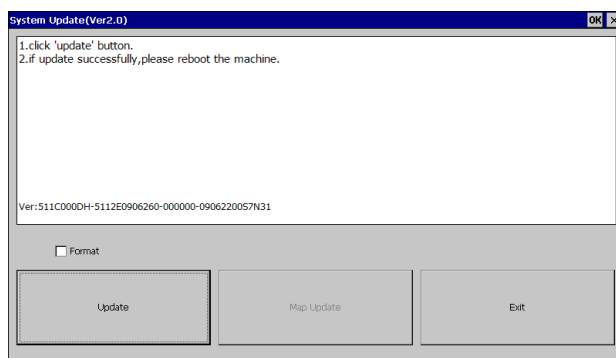 System Update(Ver2.0)
OK ×
1.click 'update' button.
2.if update successfully,please reboot the machine.
Ver:511C000DH-5112E0906260-000000-09062200S7N31
Format
Update
Map Update
Exit